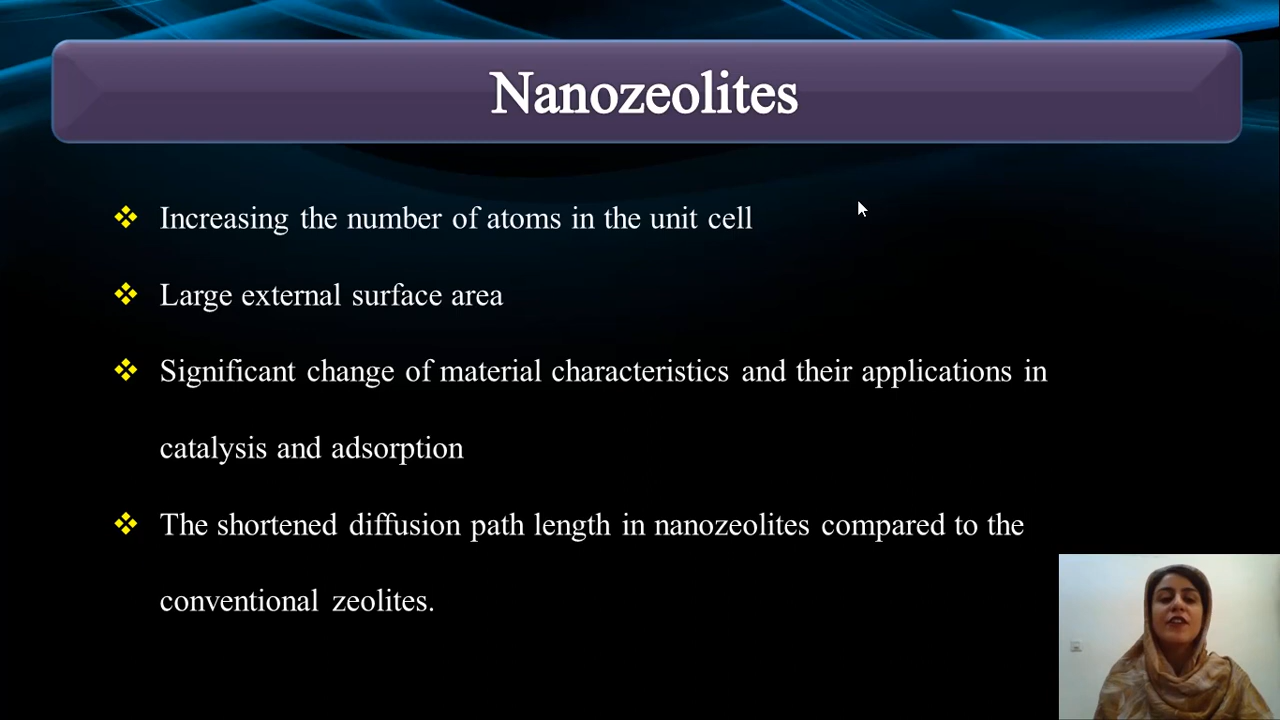 Nanozeolites
Increasing the number of atoms in the unit cell
Large external surface area
Significant change of material characteristics and their applications in
catalysis and adsorption
The shortened diffusion path length in nanozeolites compared to the
conventional zeolites.